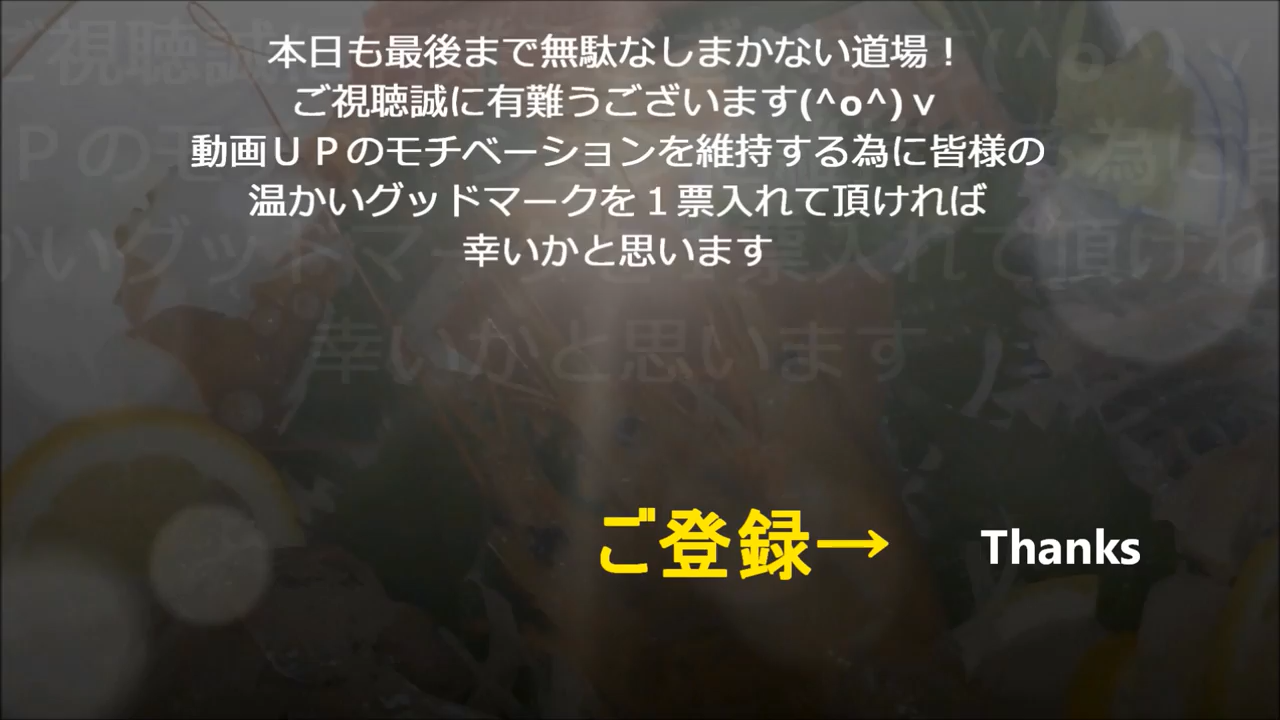 本日も最後まで無駄なしまかない道場！
ご視聴誠に有難うございます(^o^)ｖ
動画ＵＰのモチベーションを維持する為に皆様の
温かいグッドマークを１票入れて頂ければ
幸いかと思います
ご登録→
Thanks